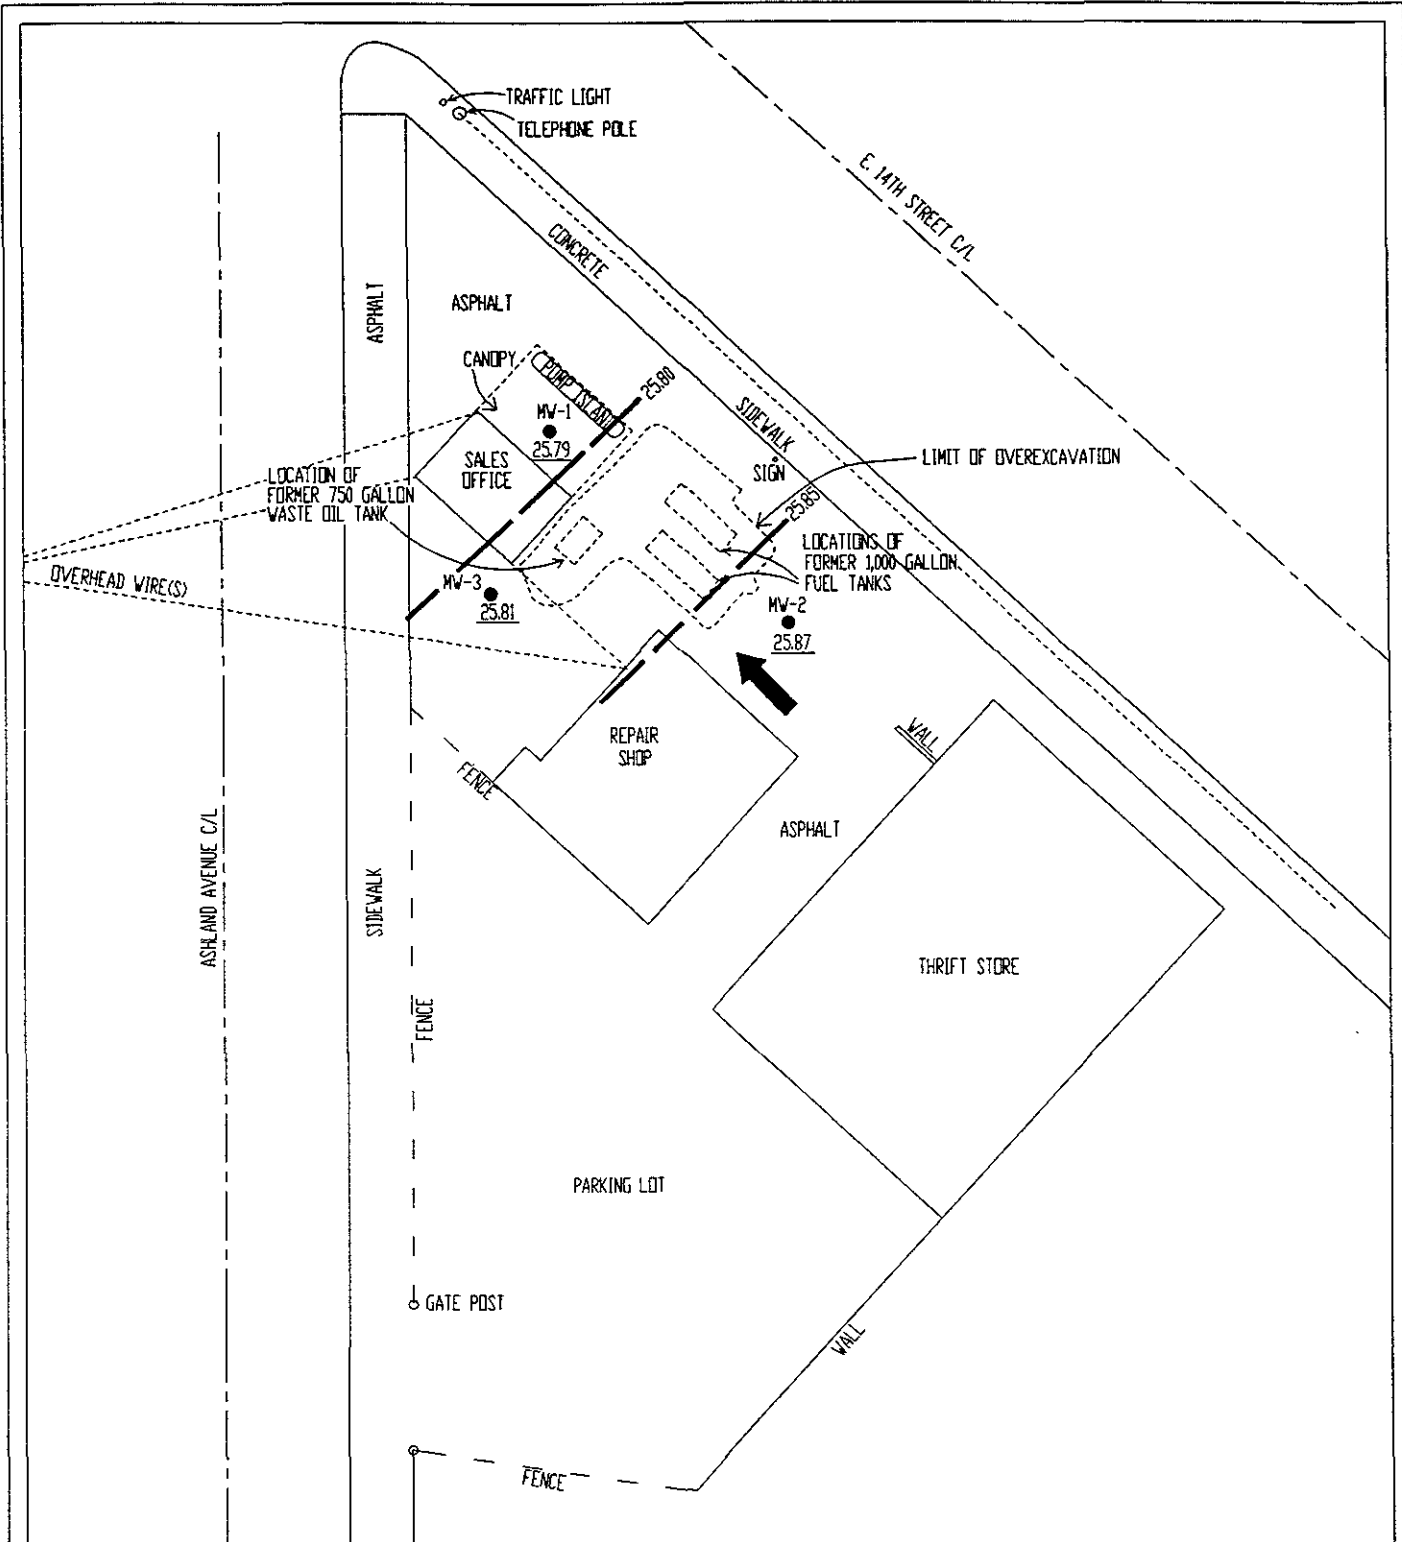 TRAFFIC LIGHT
TELEPHONE POLE
E. 14TH STREET C/L
CONCRETE
ASPHALT
ASPHALT
CANOPY
PUMP ISLAND
25.80
MW-1
25.79
SIDEWALK
SIGN
LIMIT OF OVEREXCAVATION
SALES
OFFICE
LOCATION OF
FORMER 750 GALLON
WASTE OIL TANK
25.85
LOCATIONS OF
FORMER 1,000 GALLON
FUEL TANKS
OVERHEAD WIRE(S)
MW-3
25.81
MW-2
25.87
REPAIR
SHOP
WALL
FENCE
ASPHALT
ASHLAND AVENUE C/L
SIDEWALK
THRIFT STORE
FENCE
PARKING LOT
GATE POST
WALL
FENCE